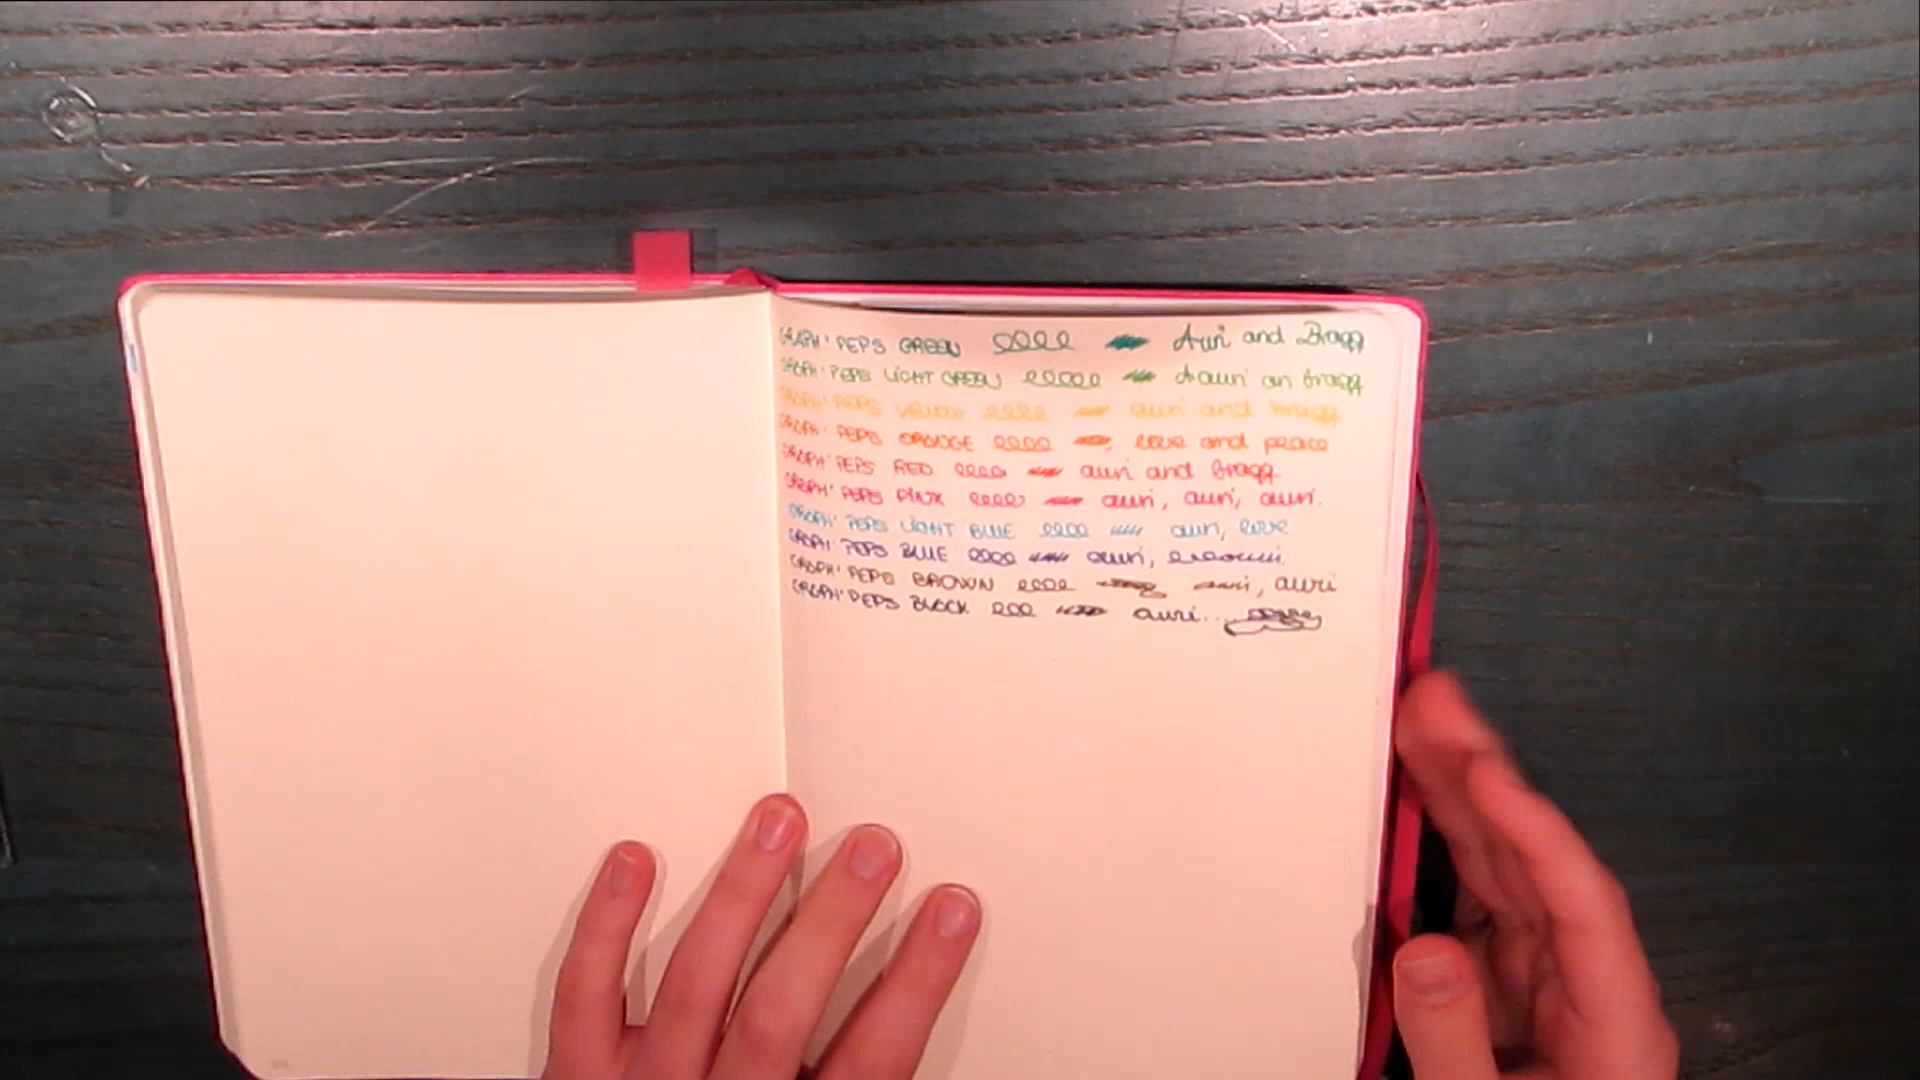 GRAPH' PEPS GREEN Auri and Bragg
GRAPH' PEPS LIGHT GREEN Aauri an Bragg
GRAPH' PEPS YELLOW auri and bragg
GRAPH' PEPS ORANGE love and peace
GRAPH' PEPS RED auri and Bragg
GRAPH' PEPS PINK auri, auri, auri.
GRAPH' PEPS LIGHT BLUE auri, love
GRAPH' PEPS BLUE auri,
GRAPH' PEPS BROWN auri, auri
GRAPH' PEPS BLACK auri...